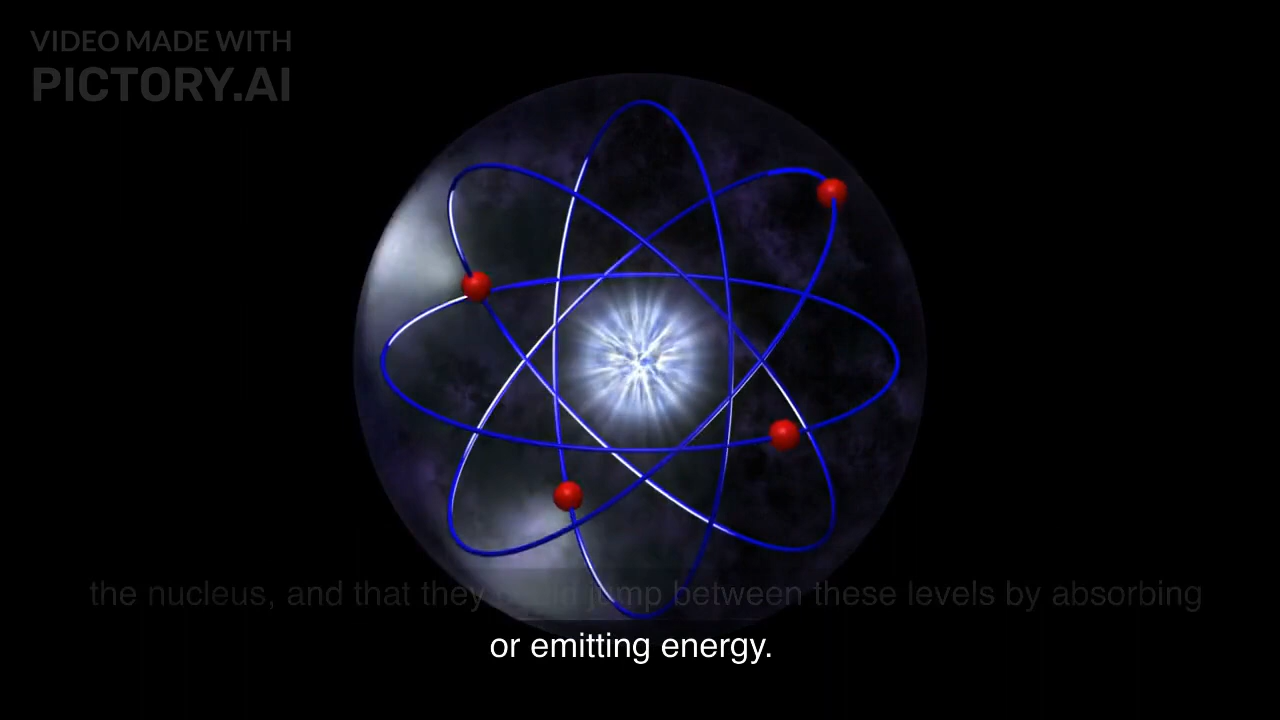 VIDEO MADE WITH
PICTORY.AI
the nucleus, and that they could jump between these levels by absorbing
or emitting energy.